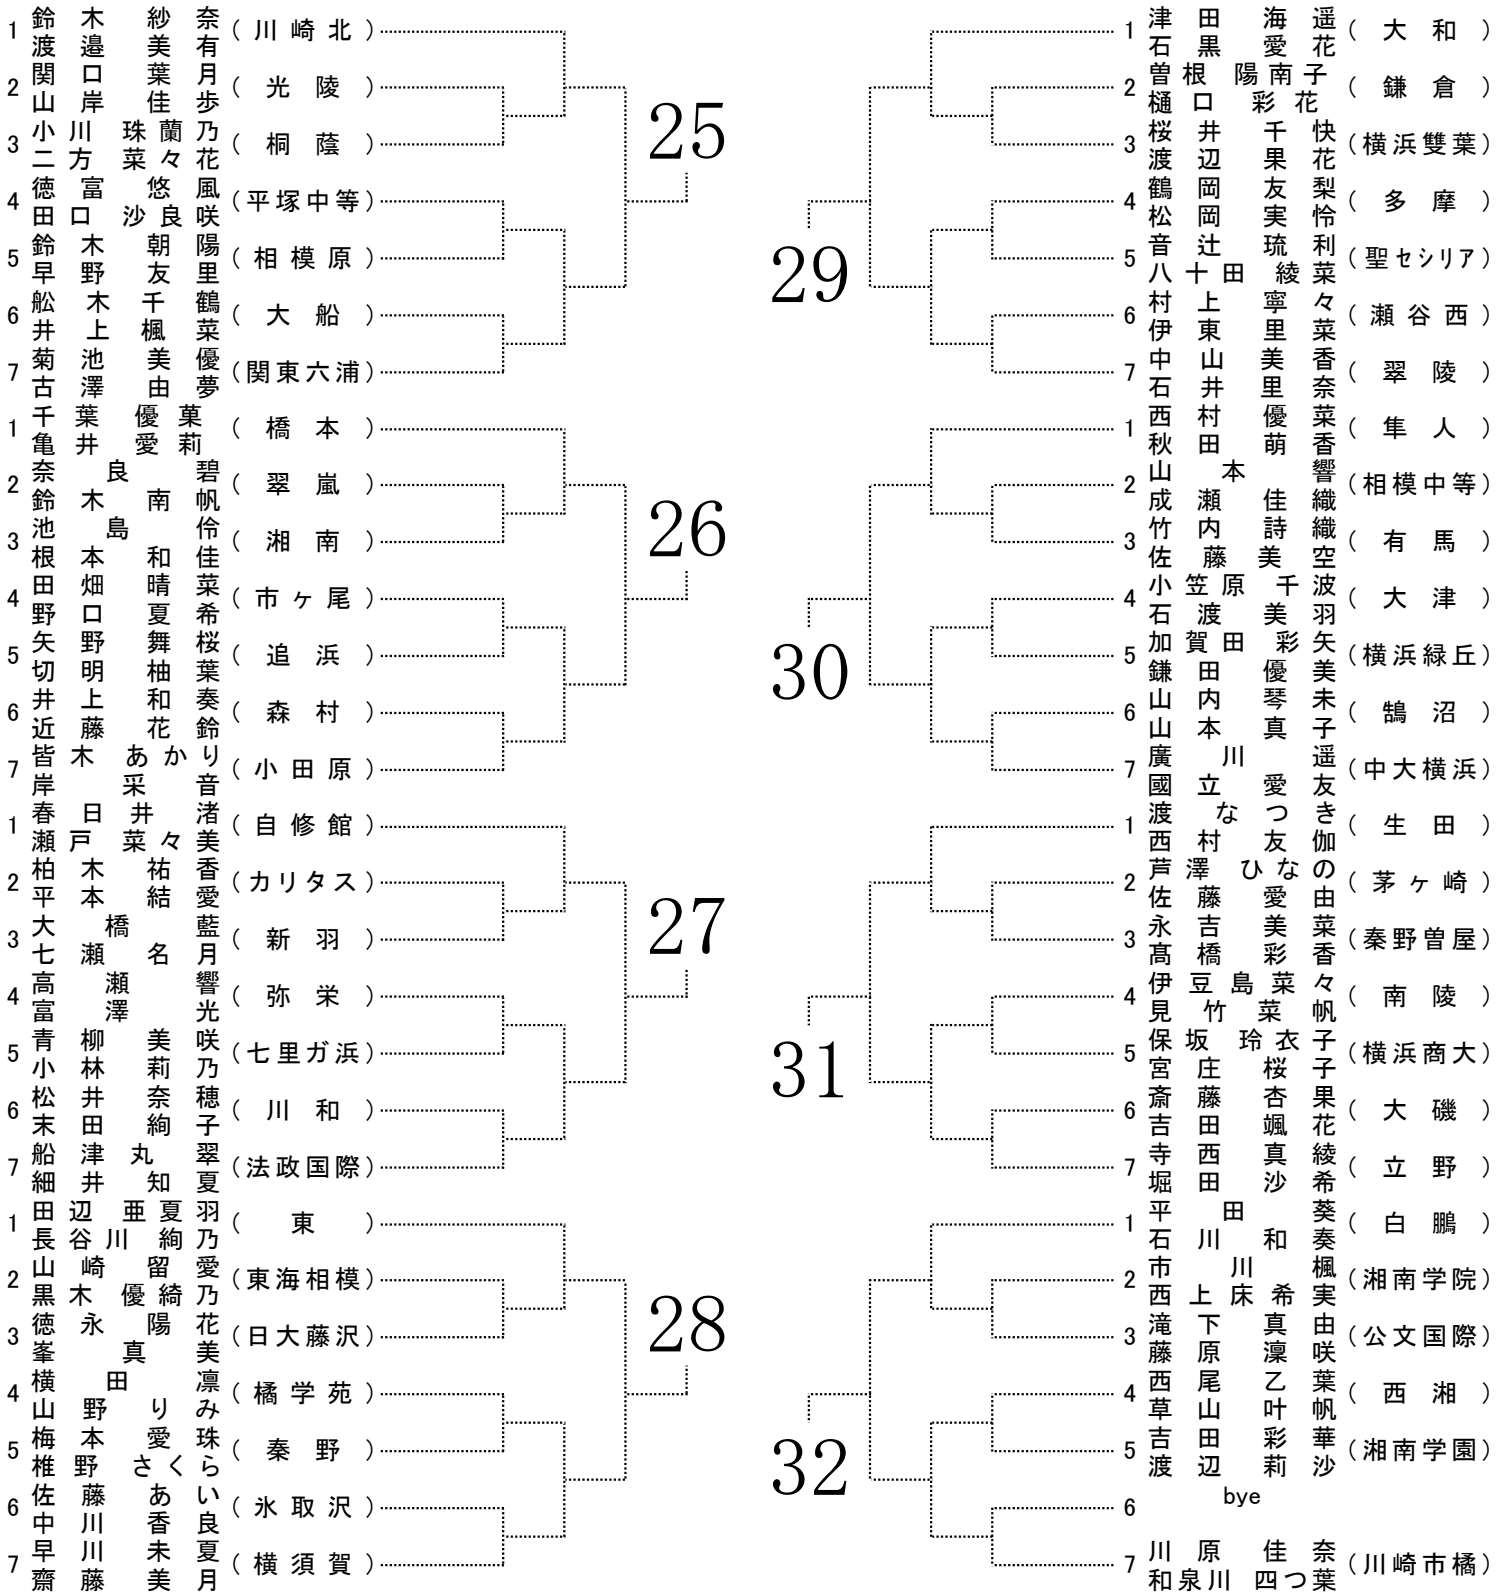 1 鈴木 紗奈 (川崎北)
渡邉 美有
2 関口 葉月 (光陵)
山岸 佳歩
3 小川 珠蘭乃 (桐蔭)
二方 菜々花
4 徳富 悠風 (平塚中等)
田口 沙良咲
5 鈴木 朝陽 (相模原)
早野 友里
6 舩木 千鶴 (大船)
井上 楓菜
7 菊池 美優 (関東六浦)
古澤 由夢
25
1 千葉 優菓 (橋本)
亀井 愛莉
2 奈良 碧 (翠嵐)
鈴木 南帆
3 池島 伶 (湘南)
根本 和佳
4 田畑 晴菜 (市ヶ尾)
野口 夏希
5 矢野 舞桜 (追浜)
切明 柚葉
6 井上 和奏 (森村)
近藤 花鈴
7 皆木 あかり (小田原)
岸 采音
26
1 春日井 渚 (自修館)
瀬戸 菜々美
2 柏木 祐香 (カリタス)
平本 結愛
3 大橋 藍 (新羽)
七瀬 名月
4 高瀬 響 (弥栄)
富澤 光
5 青柳 美咲 (七里ガ浜)
小林 莉乃
6 松井 奈穂 (川和)
末田 絢子
7 船津丸 翠 (法政国際)
細井 知夏
27
1 田辺 亜夏羽 (東)
長谷川 絢乃
2 山崎 留愛 (東海相模)
黒木 優綺乃
3 徳永 陽花 (日大藤沢)
峯 真美
4 横田 凛 (橘学苑)
山野 りみ
5 梅本 愛珠 (秦野)
椎野 さくら
6 佐藤 あい (氷取沢)
中川 香良
7 早川 未夏 (横須賀)
齋藤 美月
28
1 津田 海遥 (大和)
石黒 愛花
2 曽根 陽南子 (鎌倉)
樋口 彩花
3 桜井 千快 (横浜雙葉)
渡辺 果花
4 鶴岡 友梨 (多摩)
松岡 実怜
5 音辻 琉利 (聖セシリア)
八十田 綾菜
6 村上 寧々 (瀬谷西)
伊東 里菜
7 中山 美香 (翠陵)
石井 里奈
29
1 西村 優菜 (隼人)
秋田 萌香
2 山本 響 (相模中等)
成瀬 佳織
3 竹内 詩織 (有馬)
佐藤 美空
4 小笠原 千波 (大津)
石渡 美羽
5 加賀田 彩矢 (横浜緑丘)
鎌田 優美
6 山内 琴未 (鵠沼)
山本 真子
7 廣川 遥 (中大横浜)
國立 愛友
30
1 渡 なつき (生田)
西村 友伽
2 芦澤 ひなの (茅ヶ崎)
佐藤 愛由
3 永吉 美菜 (秦野曽屋)
髙橋 彩香
4 伊豆島 菜々 (南陵)
見竹 菜帆
5 保坂 玲衣子 (横浜商大)
宮庄 桜子
6 斎藤 杏果 (大磯)
吉田 颯花
7 寺西 真綾 (立野)
堀田 沙希
31
1 平田 葵 (白鵬)
石川 和奏
2 市川 楓 (湘南学院)
西上床 希実
3 滝下 真由 (公文国際)
藤原 凜咲
4 西尾 乙葉 (西湘)
草山 叶帆
5 吉田 彩華 (湘南学園)
渡辺 莉沙
6 bye
7 川原 佳奈 (川崎市橘)
和泉川 四つ葉
32